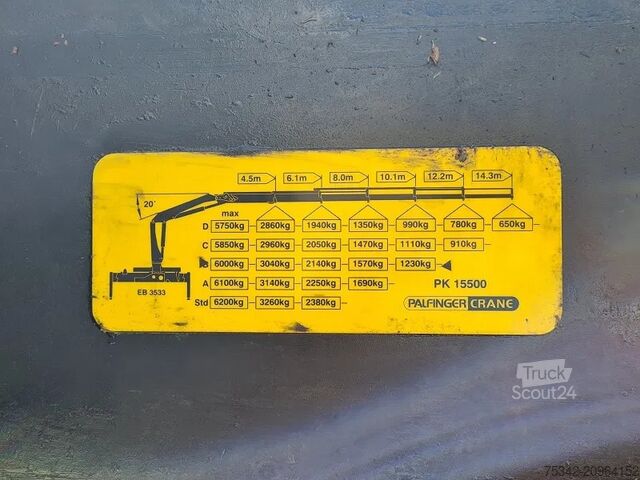 4.5m 6.1m 8.0m 10.1m 12.2m 14.3m
20°
max
D 5750kg 2860kg 1940kg 1350kg 990kg 780kg 650kg
C 5850kg 2960kg 2050kg 1470kg 1110kg 910kg
B 6000kg 3040kg 2140kg 1570kg 1230kg
A 6100kg 3140kg 2250kg 1690kg
Std 6200kg 3260kg 2380kg
EB 3533
PK 15500
PALFINGER CRANE
Truck
Scout24
75342-20964152